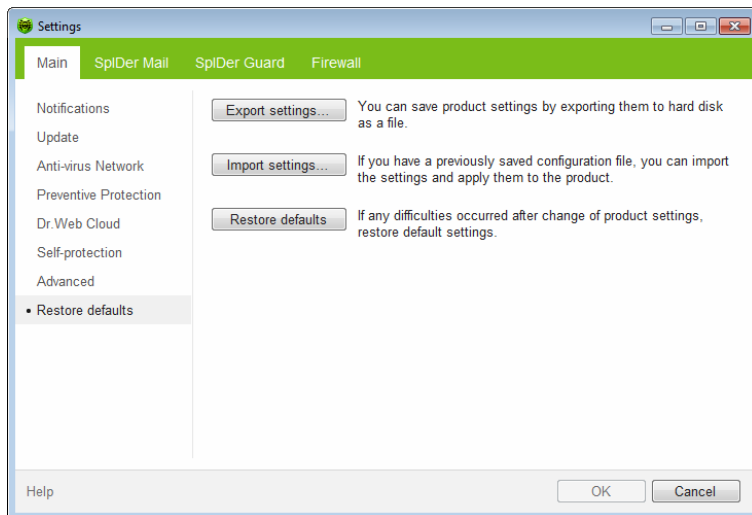 Settings
Main SpIDer Mail SpIDer Guard Firewall
Notifications
Update
Anti-virus Network
Preventive Protection
Dr.Web Cloud
Self-protection
Advanced
• Restore defaults
Export settings...
You can save product settings by exporting them to hard disk
as a file.
Import settings...
If you have a previously saved configuration file, you can import
the settings and apply them to the product.
Restore defaults
If any difficulties occurred after change of product settings,
restore default settings.
Help
OK
Cancel